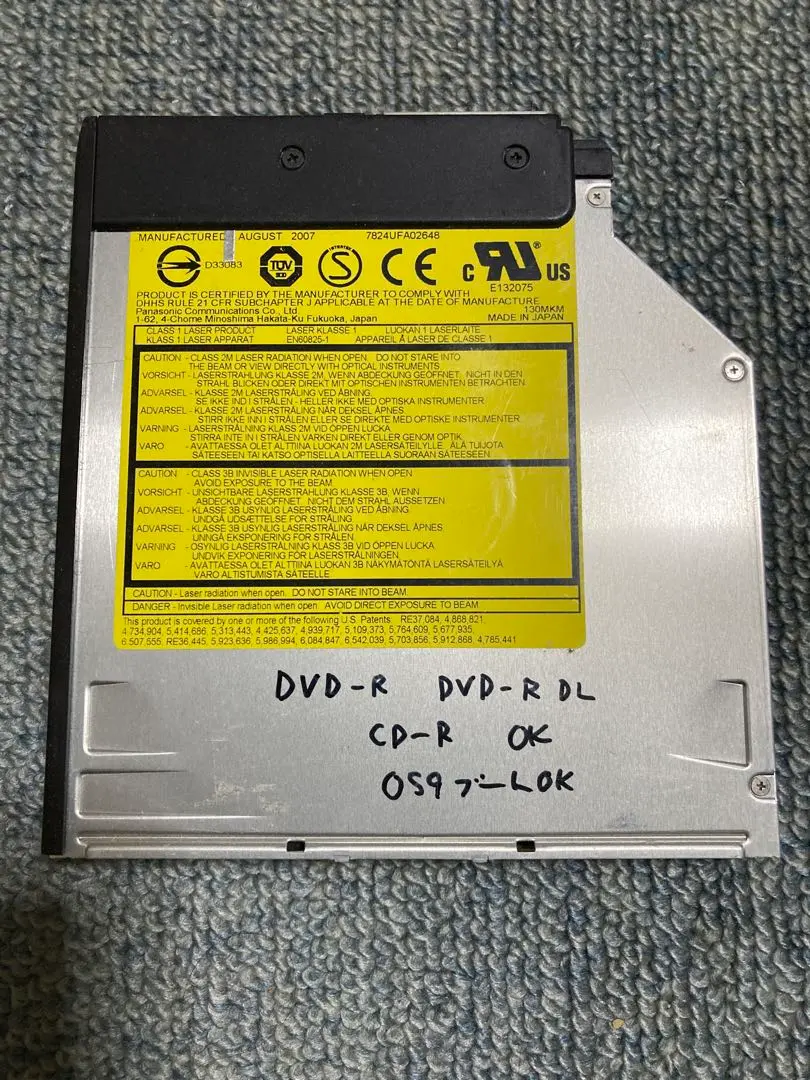 MANUFACTURED AUGUST 2007 7824UFA02648
D33083 TÜV S CE C RU® US
E132075
PRODUCT IS CERTIFIED BY THE MANUFACTURER TO COMPLY WITH
DHHS RULE 21 CFR SUBCHAPTER J APPLICABLE AT THE DATE OF MANUFACTURE
Panasonic Communications Co., Ltd. 130MKM
1-62, 4-Chome Minoshima Hakata-Ku Fukuoka, Japan MADE IN JAPAN
CLASS 1 LASER PRODUCT LASER KLASSE 1 LUOKAN 1 LASERLAITE
KLASS 1 LASER APPARAT EN60825-1 APPAREIL À LASER DE CLASSE 1
CAUTION - CLASS 2M LASER RADIATION WHEN OPEN. DO NOT STARE INTO
THE BEAM OR VIEW DIRECTLY WITH OPTICAL INSTRUMENTS.
VORSICHT - LASERSTRAHLUNG KLASSE 2M, WENN ABDECKUNG GEÖFFNET. NICHT IN DEN
STRAHL BLICKEN ODER DIREKT MIT OPTISCHEN INSTRUMENTEN BETRACHTEN.
ADVARSEL - KLASSE 2M LASERSTRÅLING VED ÅBNING.
SE IKKE IND I STRÅLEN - HELLER IKKE MED OPTISKA INSTRUMENTER.
ADVARSEL - KLASSE 2M LASERSTRÅLING NÅR DEKSEL ÅPNES
STIRR IKKE INN I STRÅLEN ELLER SE DIREKTE MED OPTISKE INSTRUMENTER
VARNING - LASERSTRÅLNING KLASS 2M VID ÖPPEN LUCKA
STIRRA INTE IN I STRÅLEN VARKEN DIREKT ELLER GENOM OPTIK.
VARO - AVATTAESSA OLET ALTTIINA LUOKAN 2M LASERSÄTEILYLLE. ÄLÄ TUIJOTA
SÄTEESEEN TAI KATSO OPTISELLA LAITTEELLA SUORAAN SÄTEESEEN
CAUTION - CLASS 3B INVISIBLE LASER RADIATION WHEN OPEN
AVOID EXPOSURE TO THE BEAM
VORSICHT - UNSICHTBARE LASERSTRAHLUNG KLASSE 3B, WENN
ABDECKUNG GEÖFFNET. NICHT DEM STRAHL AUSSETZEN.
ADVARSEL - KLASSE 3B USYNLIG LASERSTRÅLING VED ÅBNING.
UNDGÅ UDSÆTTELSE FOR STRÅLING
ADVARSEL - KLASSE 3B USYNLIG LASERSTRÅLING NÅR DEKSEL ÅPNES
UNNGÅ EKSPONERING FOR STRÅLEN
VARNING - OSYNLIG LASERSTRÅLNING KLASS 3B VID ÖPPEN LUCKA
UNDVIK EXPONERING FÖR LASERSTRÅLNINGEN.
VARO - AVATTAESSA OLET ALTTIINA LUOKAN 3B NÄKYMÄTÖNTÄ LASERSÄTEILYÄ
VARO ALTISTUMISTA SÄTEELLE
CAUTION - Laser radiation when open. DO NOT STARE INTO BEAM
DANGER - Invisible Laser radiation when open. AVOID DIRECT EXPOSURE TO BEAM
This product is covered by one or more of the following U.S. Patents. RE37,084, 4,868,821,
4,734,904, 5,414,686, 5,313,443, 4,425,637, 4,939,717, 5,109,373, 5,764,609, 5,677,935,
6,507,555, RE36,445, 5,923,636, 5,986,994, 6,084,847, 6,542,039, 5,703,856, 5,912,868, 4,785,441
DVD-R DVD-R DL
CD-R OK
OS9 ブートOK